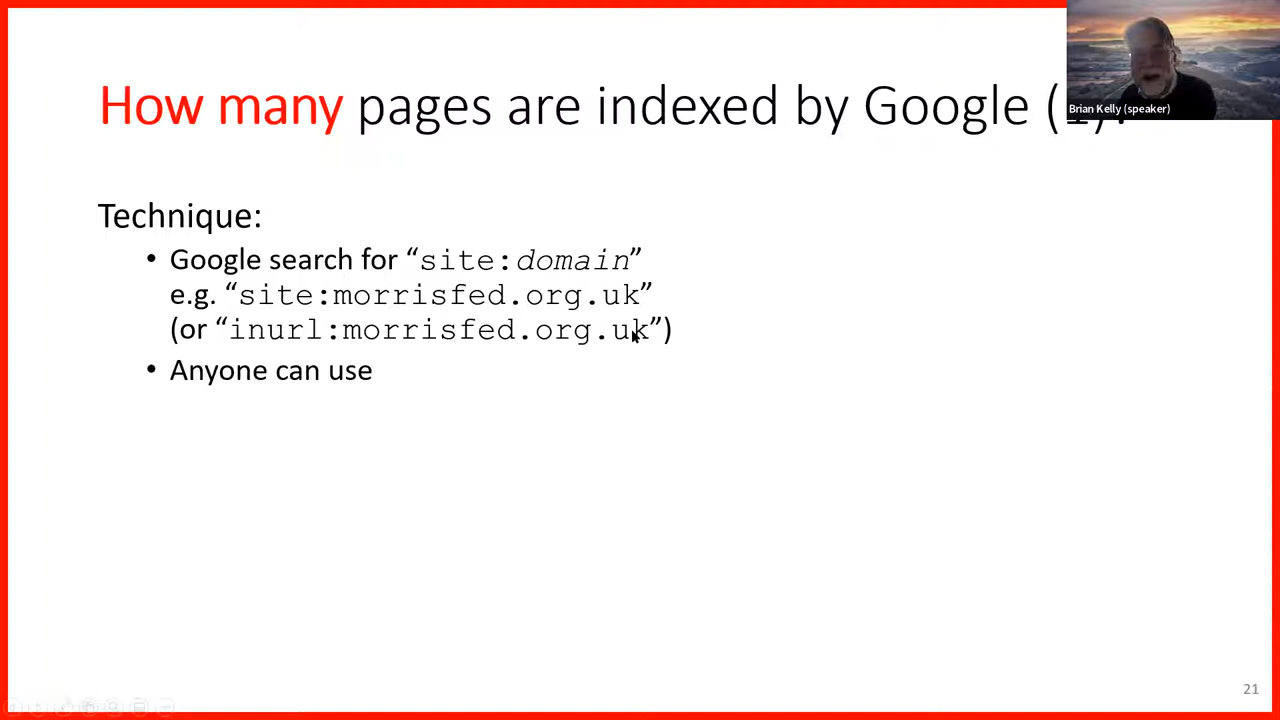 How many pages are indexed by Google (1)?
Brian Kelly (speaker)
Technique:
• Google search for “site:domain”
e.g. “site:morrisfed.org.uk”
(or “inurl:morrisfed.org.uk”)
• Anyone can use
21